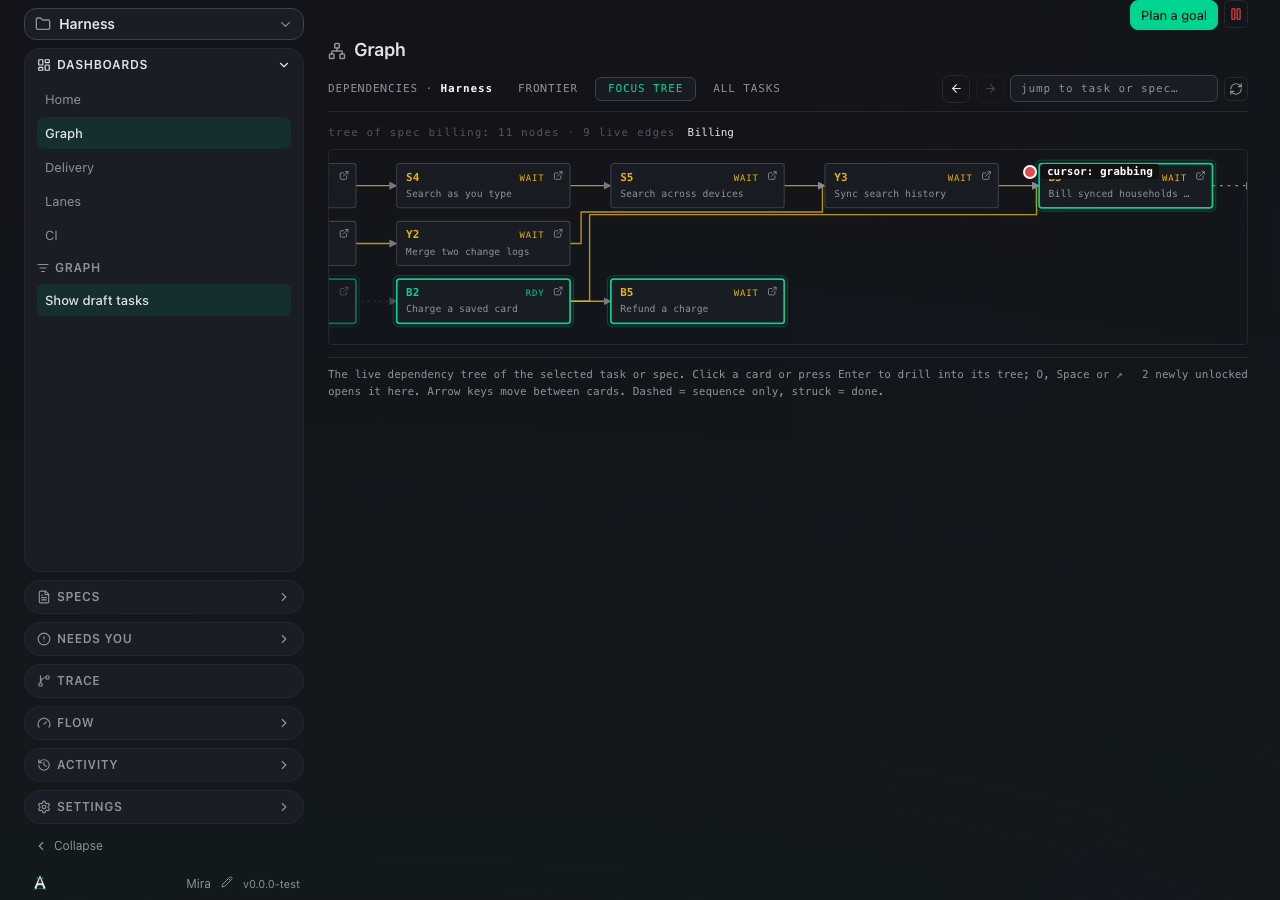 Harness
Plan a goal
DASHBOARDS
Home
Graph
Delivery
Lanes
CI
GRAPH
Show draft tasks
SPECS
NEEDS YOU
TRACE
FLOW
ACTIVITY
SETTINGS
Collapse
Mira v0.0.0-test
Graph
DEPENDENCIES · Harness FRONTIER FOCUS TREE ALL TASKS jump to task or spec…
tree of spec billing: 11 nodes · 9 live edges Billing
S4 WAIT
Search as you type
S5 WAIT
Search across devices
Y3 WAIT
Sync search history
cursor: grabbing
WAIT
Bill synced households …
Y2 WAIT
Merge two change logs
B2 RDY
Charge a saved card
B5 WAIT
Refund a charge
The live dependency tree of the selected task or spec. Click a card or press Enter to drill into its tree; O, Space or ↗ 2 newly unlocked
opens it here. Arrow keys move between cards. Dashed = sequence only, struck = done.